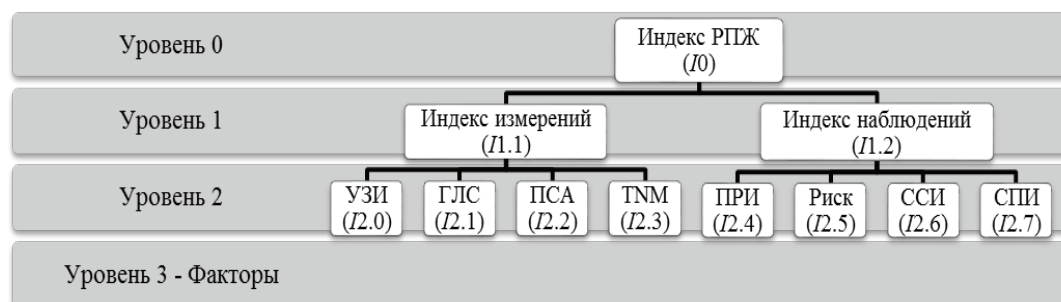 Уровень 0
Индекс РПЖ
(I0)
Уровень 1
Индекс измерений
(I1.1)
Индекс наблюдений
(I1.2)
Уровень 2
УЗИ
(I2.0)
ГЛС
(I2.1)
ПСА
(I2.2)
TNM
(I2.3)
ПРИ
(I2.4)
Риск
(I2.5)
ССИ
(I2.6)
СПИ
(I2.7)
Уровень 3 - Факторы